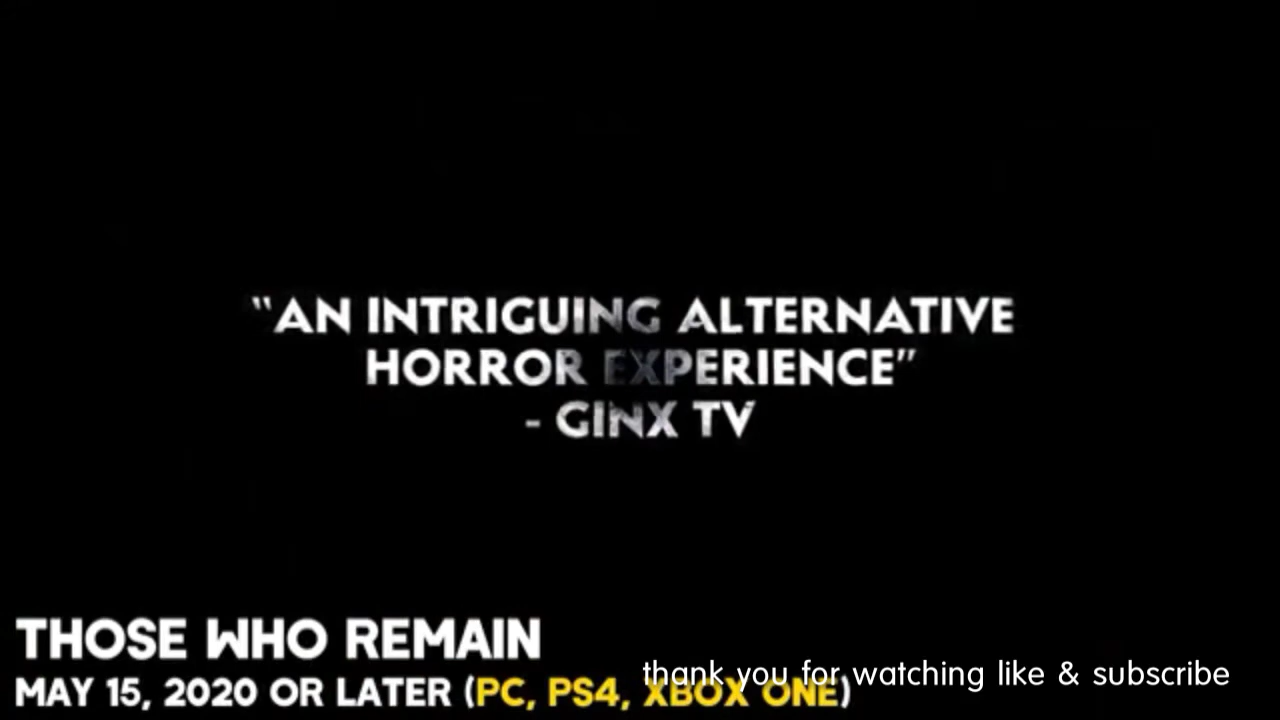 “AN INTRIGUING ALTERNATIVE
HORROR EXPERIENCE”
- GINX TV
THOSE WHO REMAIN
MAY 15, 2020 OR LATER (PC, PS4, XBOX ONE)
thank you for watching like & subscribe